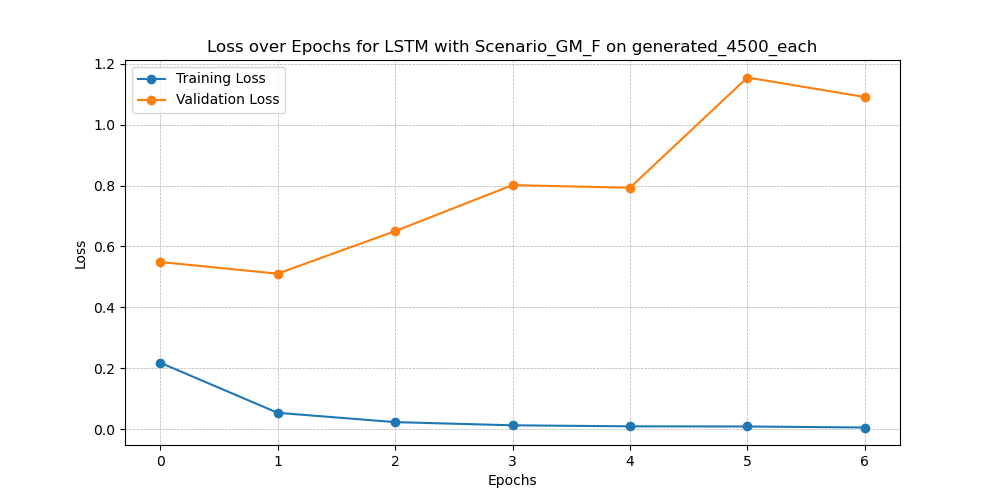 Loss over Epochs for LSTM with Scenario_GM_F on generated_4500_each
Training Loss
Validation Loss
1.2
1.0
0.8
0.6
0.4
0.2
0.0
Loss
0 1 2 3 4 5 6
Epochs